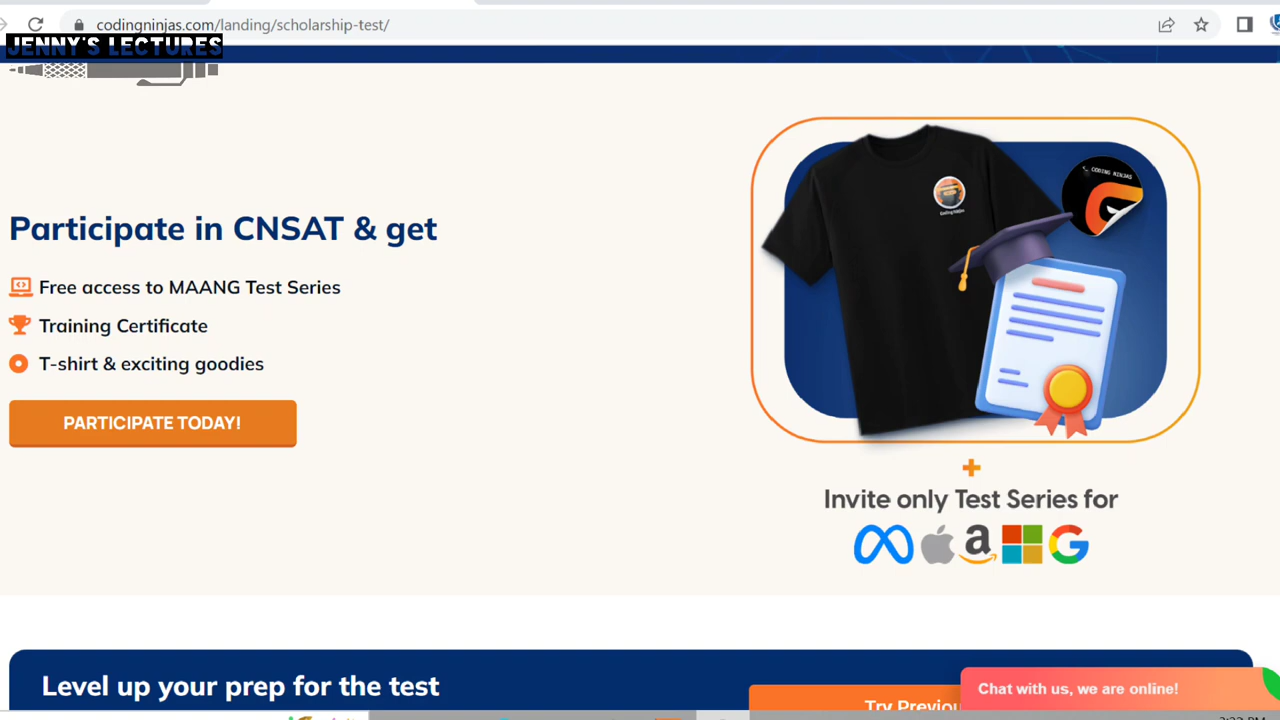 codingninjas.com/landing/scholarship-test/
JENNY'S LECTURES
Participate in CNSAT & get
Free access to MAANG Test Series
Training Certificate
T-shirt & exciting goodies
PARTICIPATE TODAY!
CODING NINJAS
Invite only Test Series for
Level up your prep for the test
Chat with us, we are online!